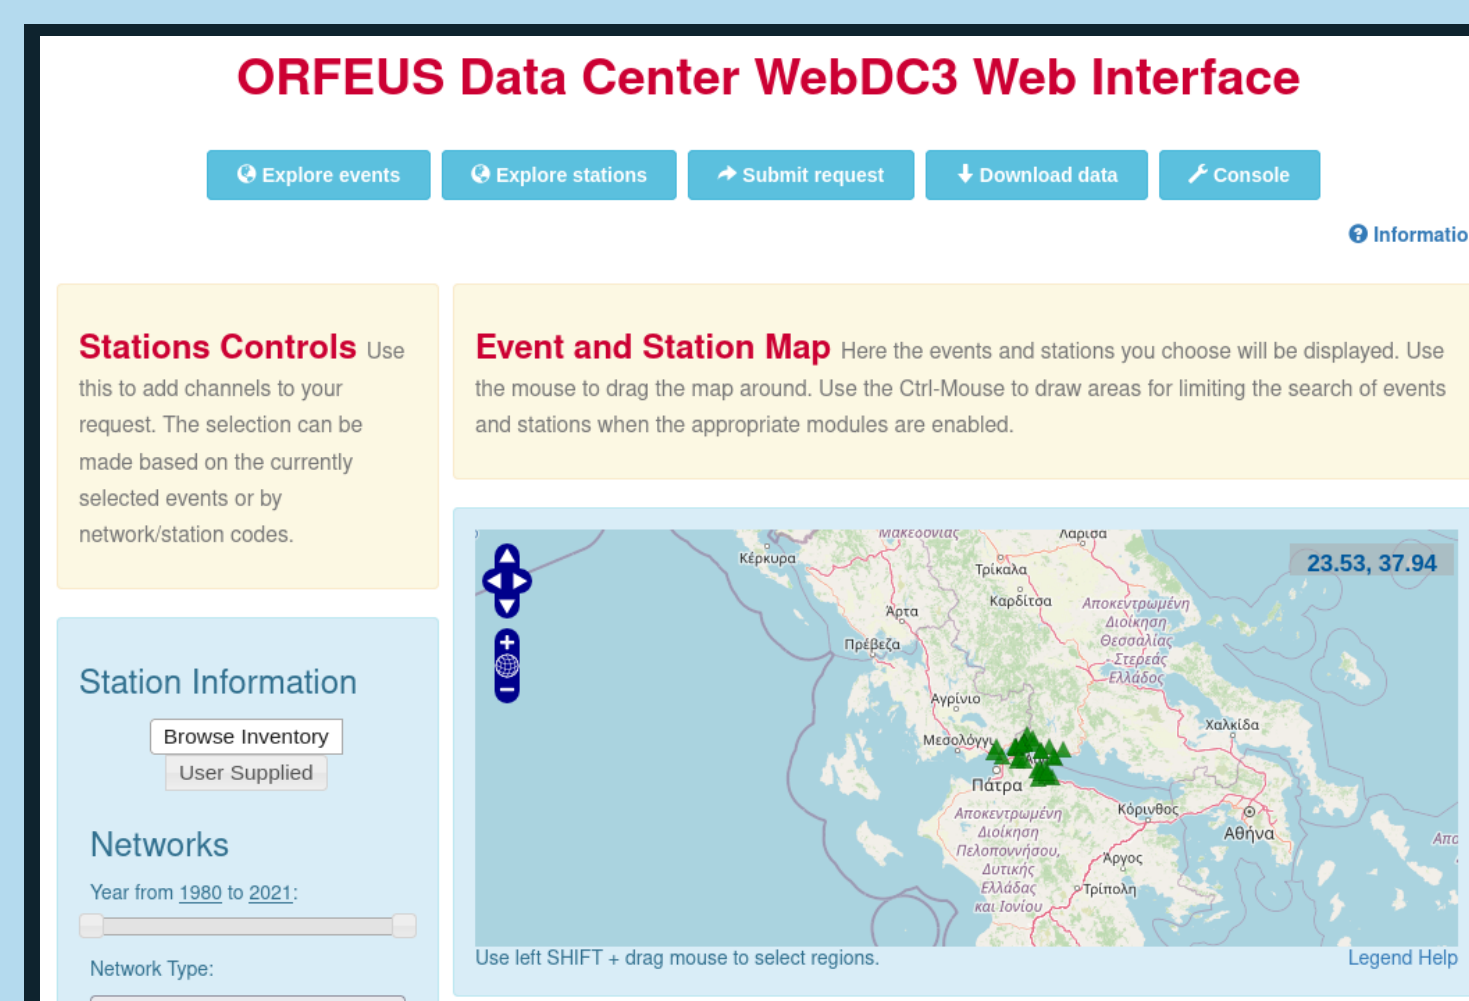 ORFEUS Data Center WebDC3 Web Interface
Explore events
Explore stations
Submit request
Download data
Console
Informatio
Stations Controls Use
this to add channels to your
request. The selection can be
made based on the currently
selected events or by
network/station codes.
Event and Station Map Here the events and stations you choose will be displayed. Use
the mouse to drag the map around. Use the Ctrl-Mouse to draw areas for limiting the search of events
and stations when the appropriate modules are enabled.
Station Information
Browse Inventory
User Supplied
Networks
Year from 1980 to 2021:
Network Type:
Μακεδονίας
Λάρισα
Κέρκυρα
23.53, 37.94
Τρίκαλα
Καρδίτσα
Άρτα
Αποκεντρωμένη
Διοίκηση
Θεσσαλίας
Στερεάς
Ελλάδος
Πρέβεζα
Αγρίνιο
Χαλκίδα
Πάτρα
Κόρινθος
Αθήνα
Αποκεντρωμένη
Διοίκηση
Πελοποννήσου,
Δυτικής
Ελλάδας
και Ιονίου
Άργος
Τρίπολη
Απο
Use left SHIFT + drag mouse to select regions.
Legend Help